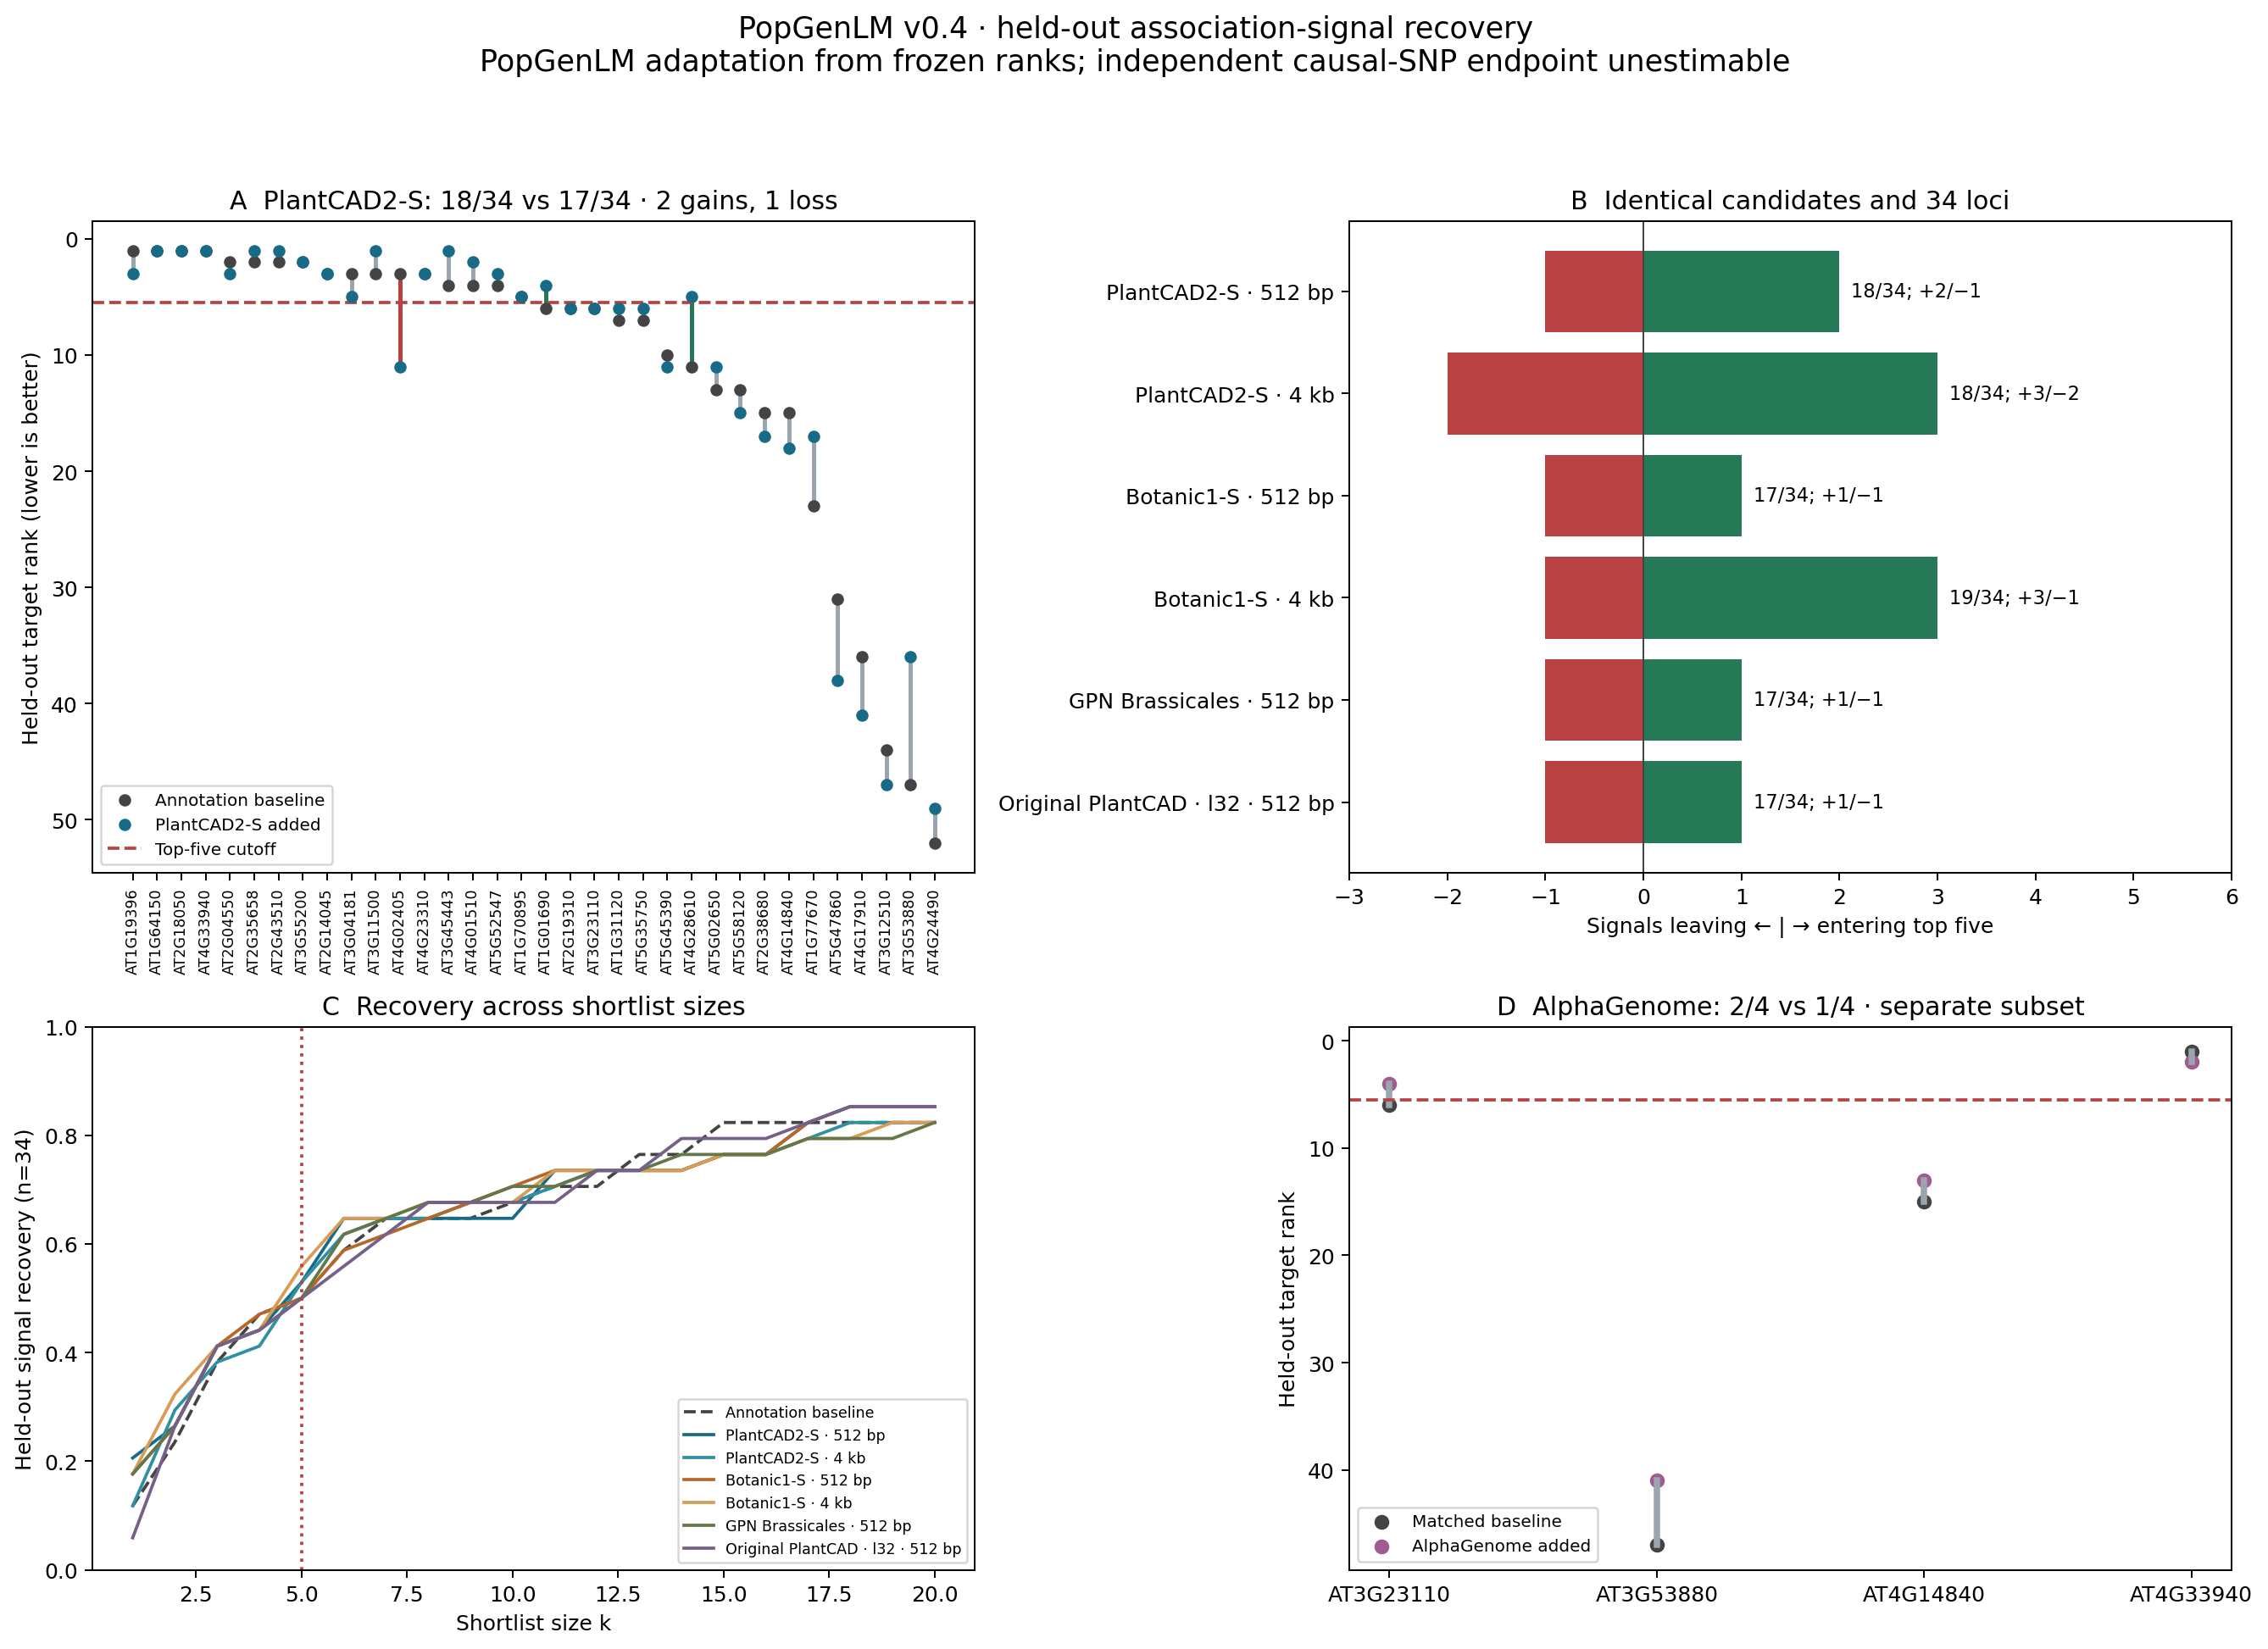 PopGenLM v0.4 · held-out association-signal recovery
PopGenLM adaptation from frozen ranks; independent causal-SNP endpoint unestimable
A  PlantCAD2-S: 18/34 vs 17/34 · 2 gains, 1 loss
Held-out target rank (lower is better)
0
10
20
30
40
50
Annotation baseline
PlantCAD2-S added
Top-five cutoff
AT1G19396
AT1G64150
AT2G18050
AT4G33940
AT2G04550
AT2G35658
AT2G43510
AT3G55200
AT2G14045
AT3G04181
AT3G11500
AT4G02405
AT4G23310
AT3G45443
AT4G01510
AT5G52547
AT1G70895
AT1G01690
AT2G19310
AT3G23110
AT1G31120
AT5G35750
AT5G45390
AT4G28610
AT5G02650
AT5G58120
AT2G38680
AT4G14840
AT1G77670
AT5G47860
AT4G17910
AT3G12510
AT3G53880
AT4G24490
B  Identical candidates and 34 loci
PlantCAD2-S · 512 bp
18/34; +2/−1
PlantCAD2-S · 4 kb
18/34; +3/−2
Botanic1-S · 512 bp
17/34; +1/−1
Botanic1-S · 4 kb
19/34; +3/−1
GPN Brassicales · 512 bp
17/34; +1/−1
Original PlantCAD · l32 · 512 bp
17/34; +1/−1
−3 −2 −1 0 1 2 3 4 5 6
Signals leaving ← | → entering top five
C  Recovery across shortlist sizes
Held-out signal recovery (n=34)
1.0
0.8
0.6
0.4
0.2
0.0
Annotation baseline
PlantCAD2-S · 512 bp
PlantCAD2-S · 4 kb
Botanic1-S · 512 bp
Botanic1-S · 4 kb
GPN Brassicales · 512 bp
Original PlantCAD · l32 · 512 bp
2.5 5.0 7.5 10.0 12.5 15.0 17.5 20.0
Shortlist size k
D  AlphaGenome: 2/4 vs 1/4 · separate subset
Held-out target rank
0
10
20
30
40
Matched baseline
AlphaGenome added
AT3G23110 AT3G53880 AT4G14840 AT4G33940